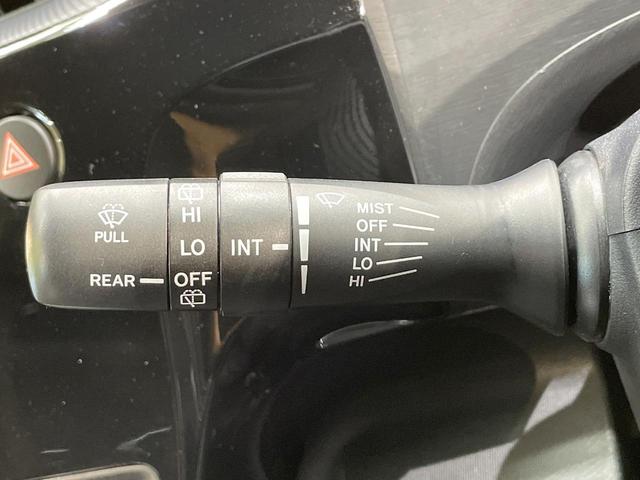 PULL
REAR
HI
LO
OFF
INT
MIST
OFF
INT
LO
HI